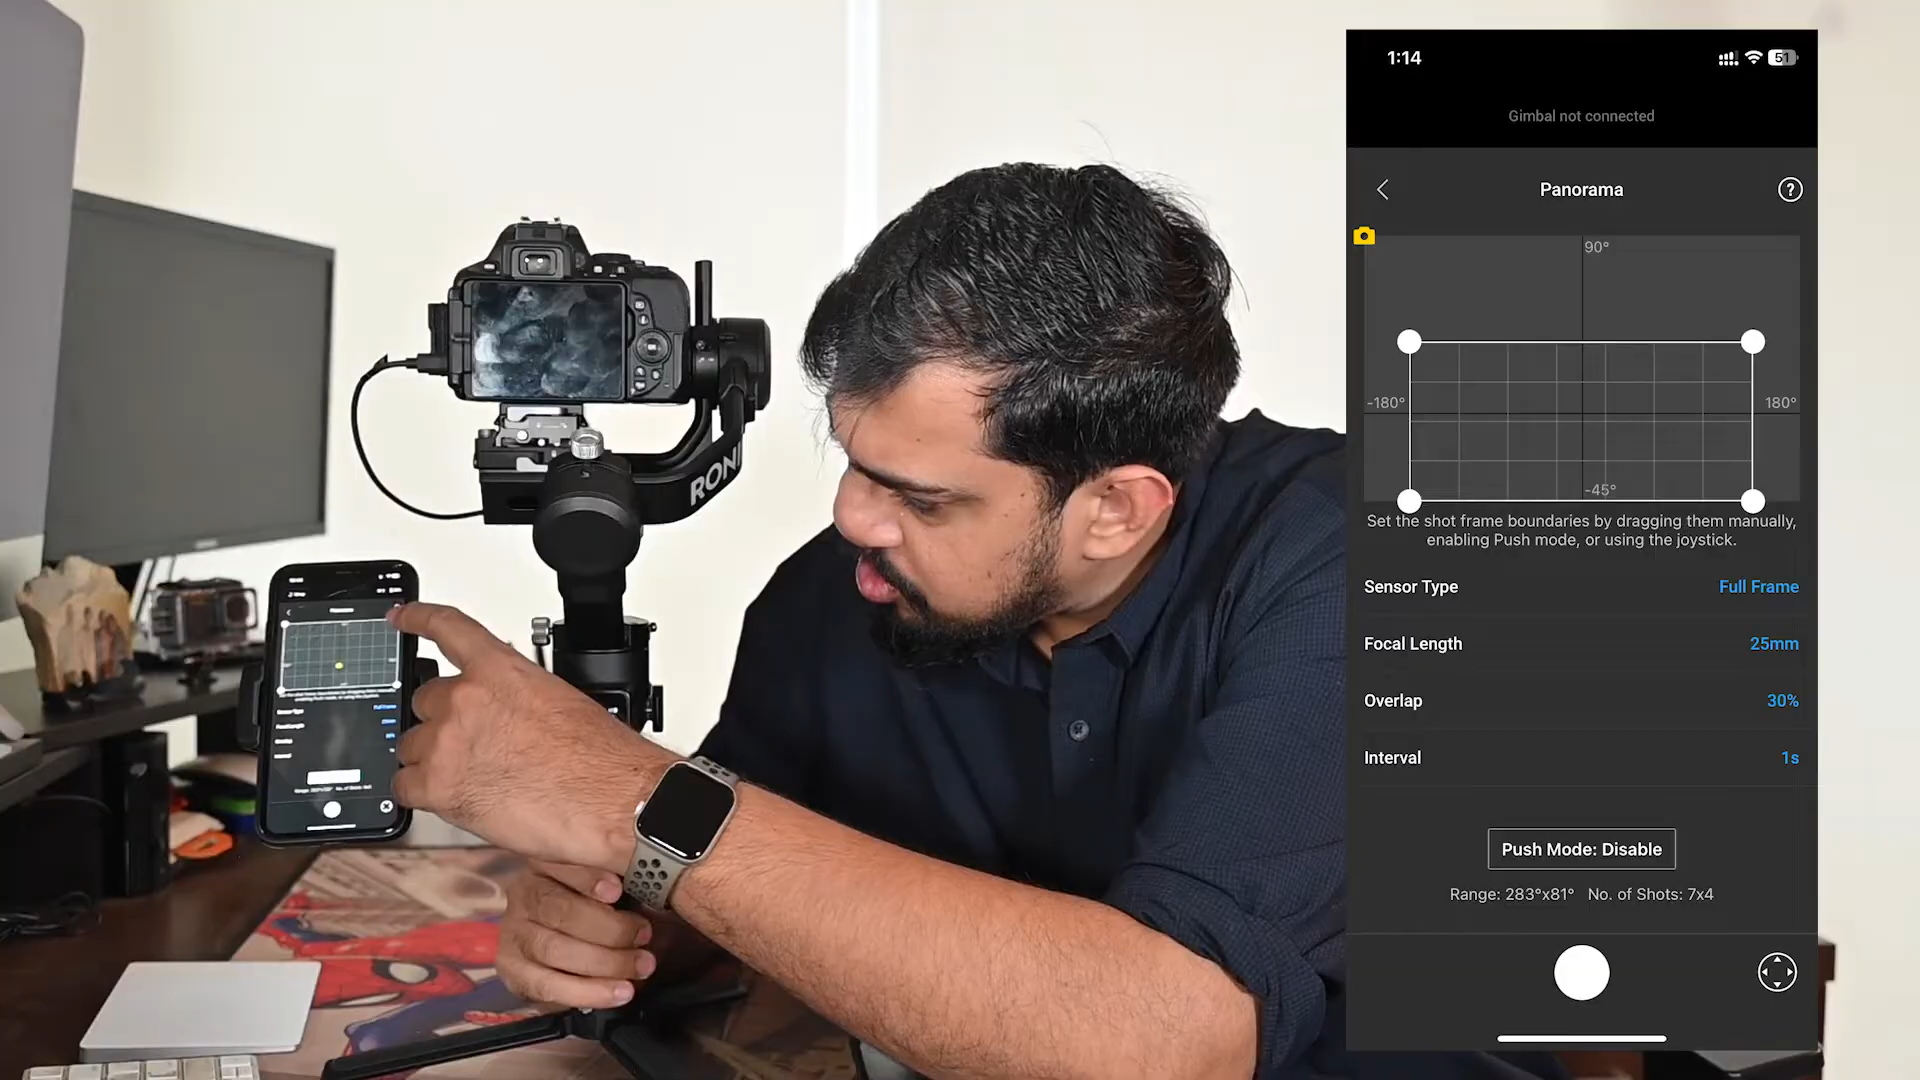 1:14
51
Gimbal not connected
Panorama
?
90°
-180°
180°
-45°
Set the shot frame boundaries by dragging them manually,
enabling Push mode, or using the joystick.
Sensor Type
Full Frame
Focal Length
25mm
Overlap
30%
Interval
1s
Push Mode: Disable
Range: 283°x81° No. of Shots: 7x4
RONI
Panorama